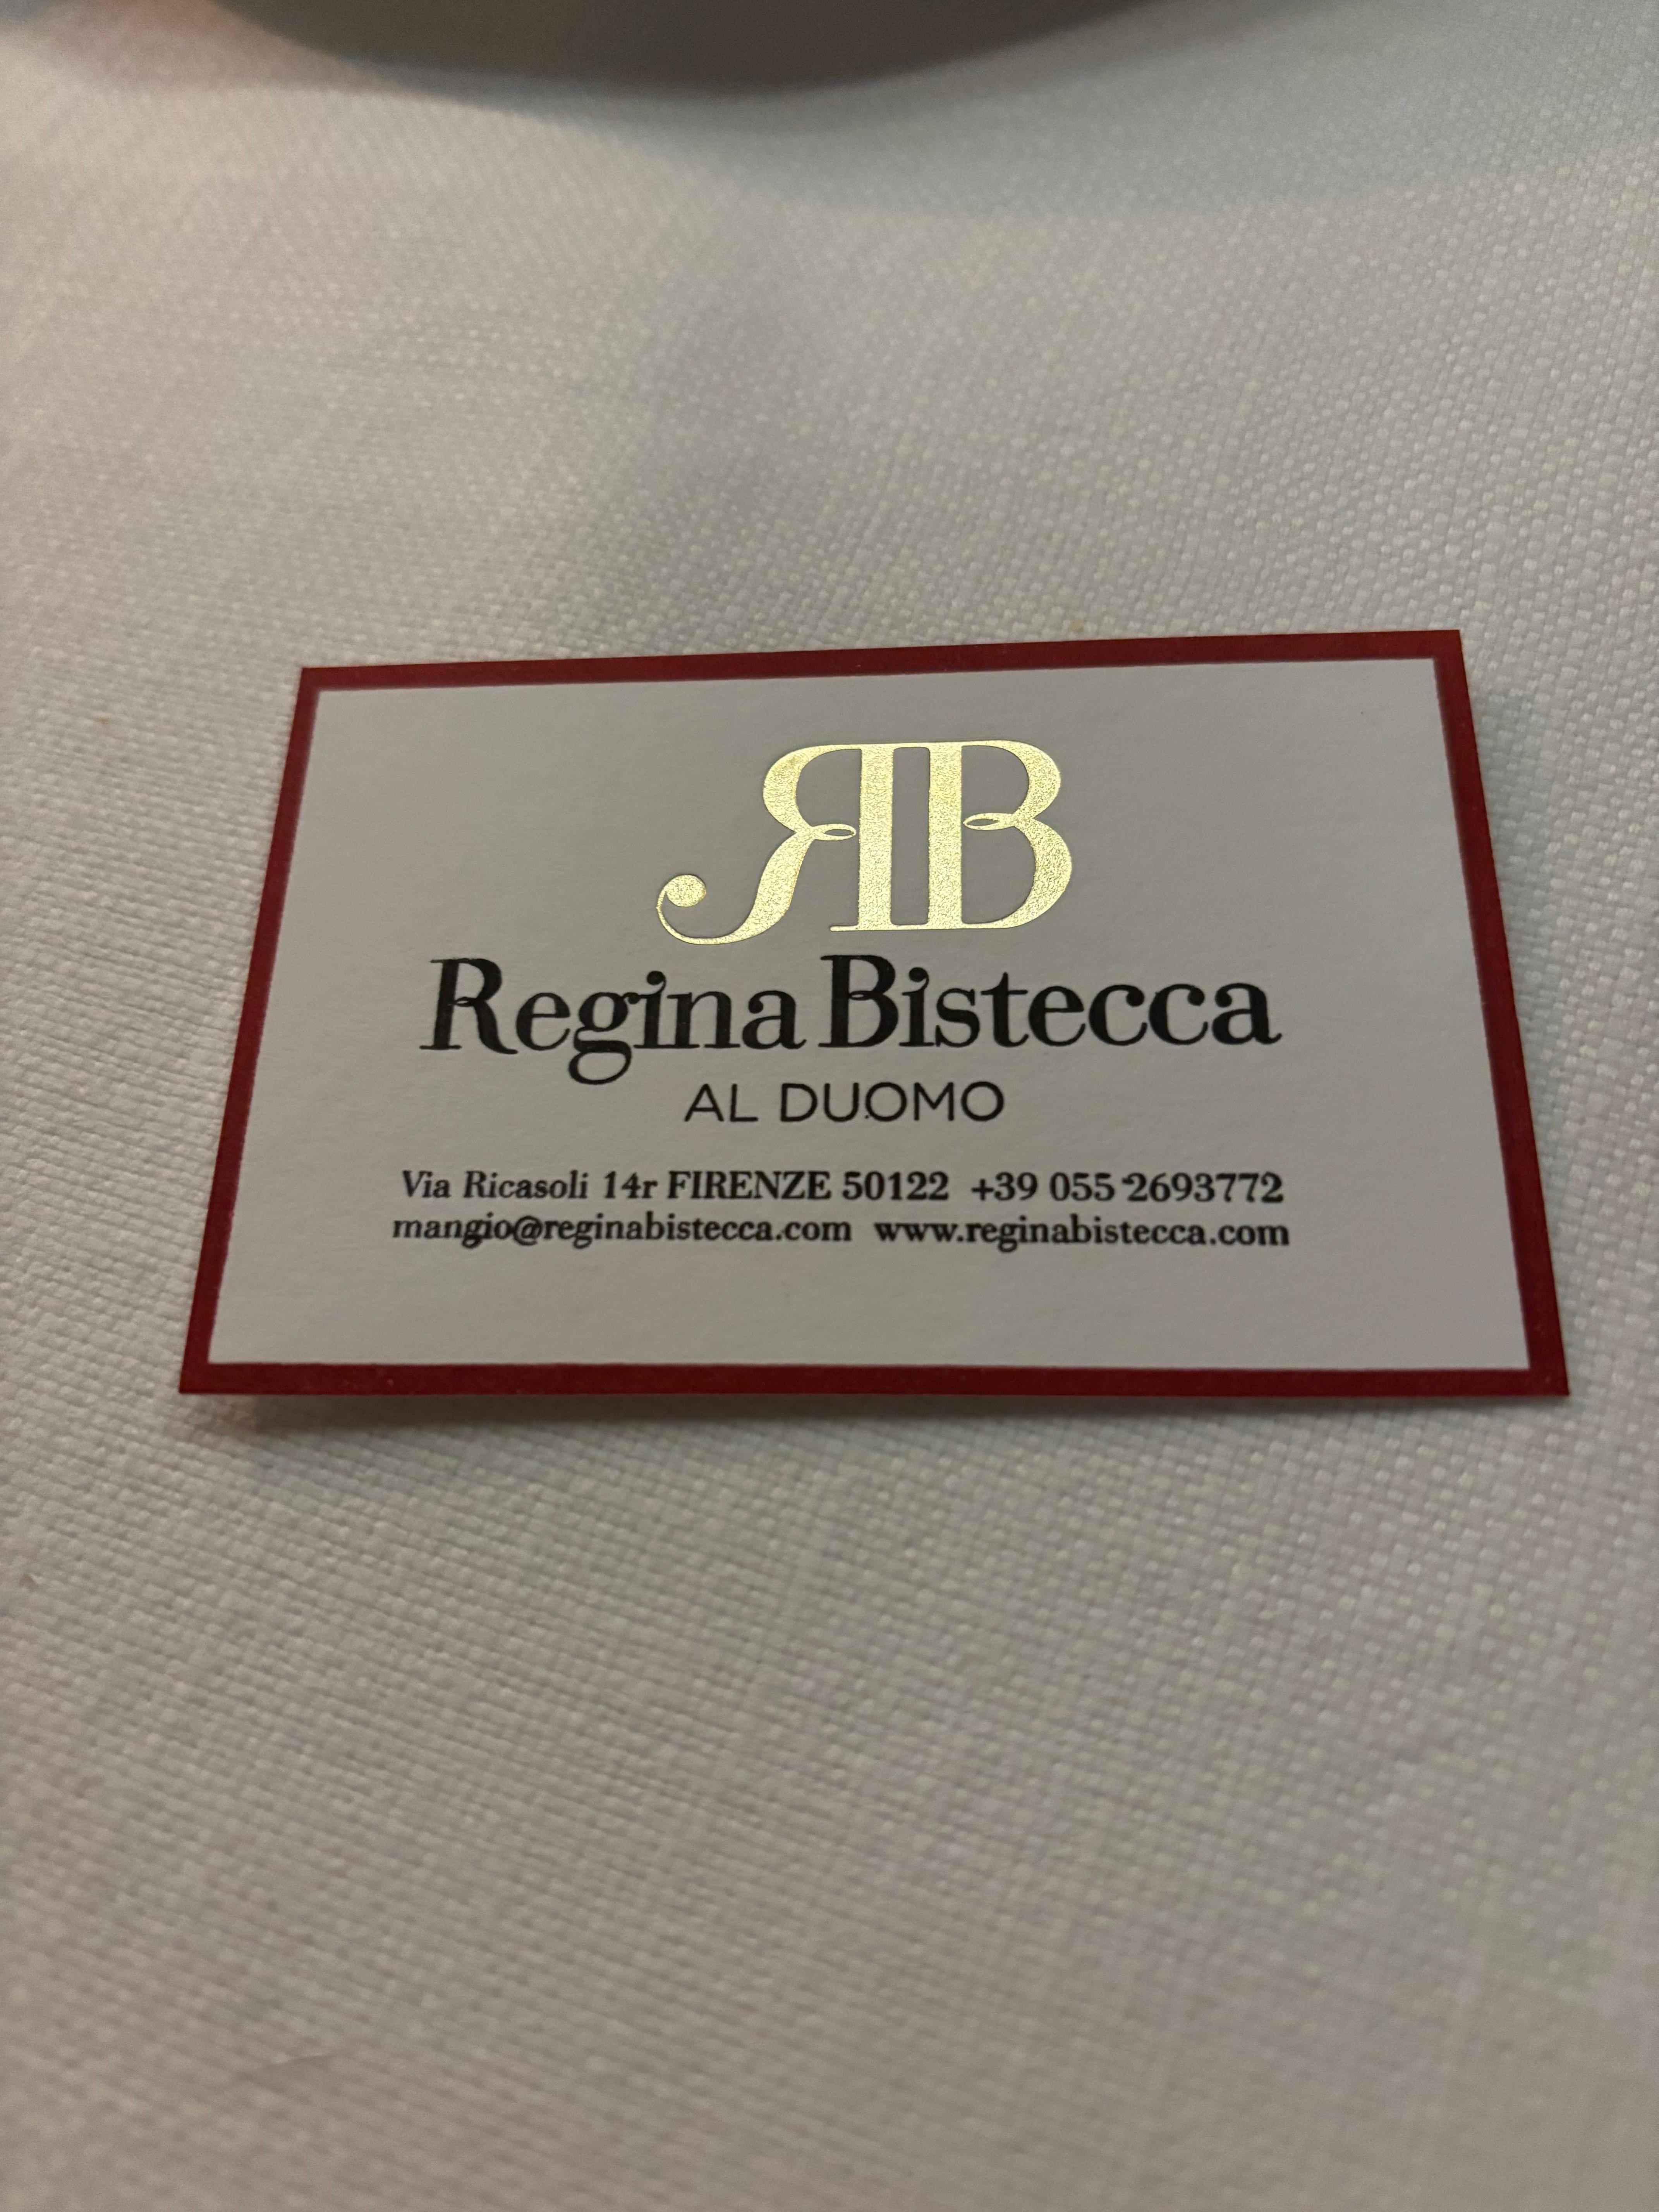 RB
Regina Bistecca
AL DUOMO
Via Ricasoli 14r FIRENZE 50122 +39 055 2693772
mangio@reginabistecca.com www.reginabistecca.com